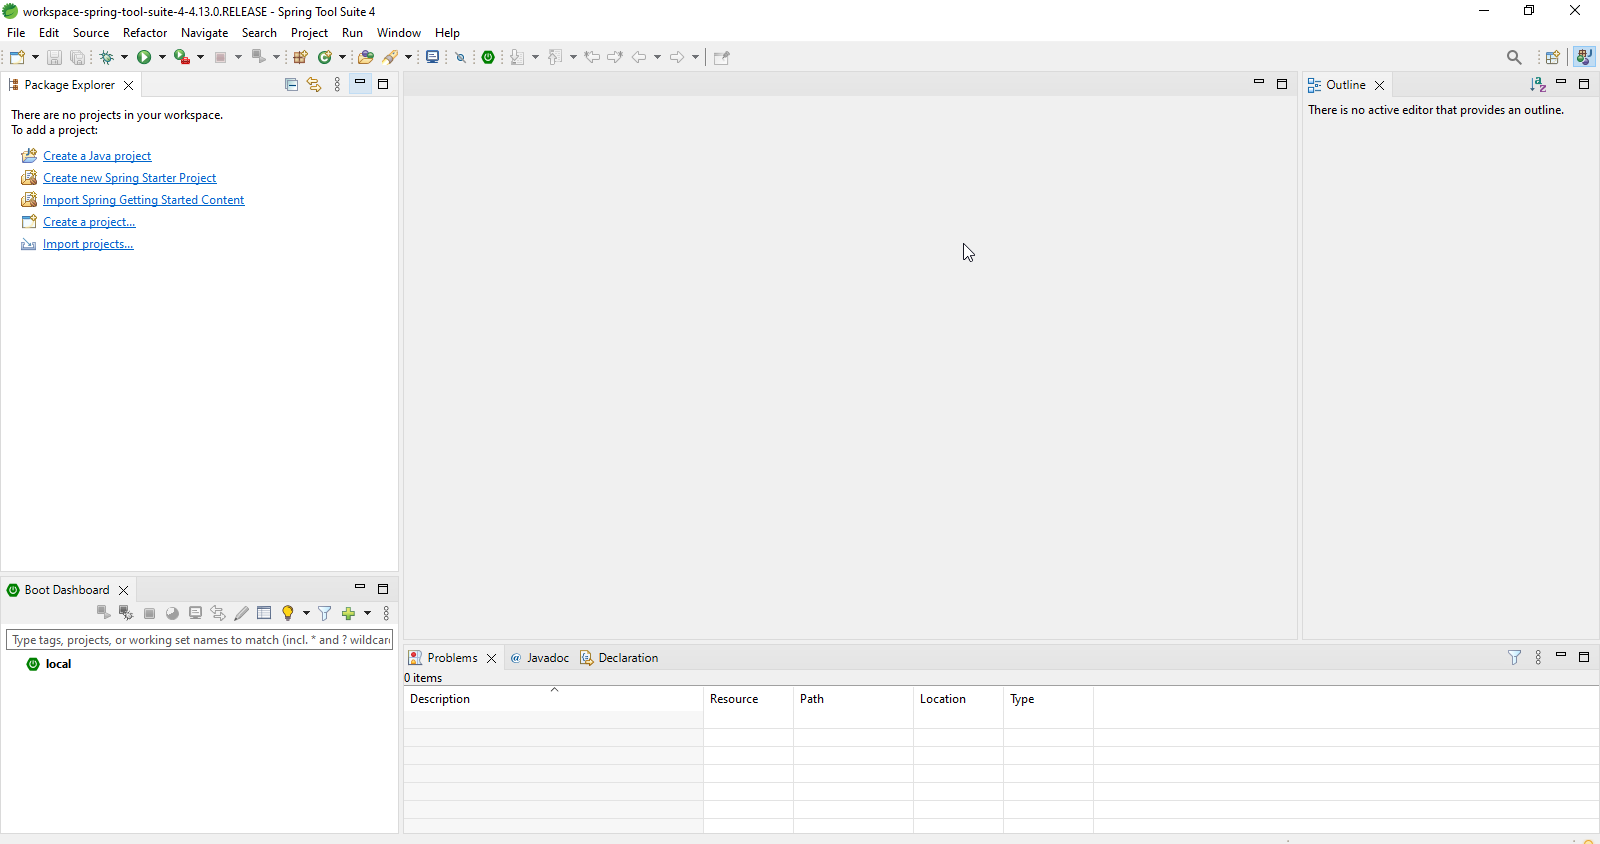 workspace-spring-tool-suite-4-4.13.0.RELEASE - Spring Tool Suite 4
File Edit Source Refactor Navigate Search Project Run Window Help
Package Explorer
There are no projects in your workspace.
To add a project:
Create a Java project
Create new Spring Starter Project
Import Spring Getting Started Content
Create a project...
Import projects...
Outline
There is no active editor that provides an outline.
Boot Dashboard
Type tags, projects, or working set names to match (incl. * and ? wildcar
local
Problems @ Javadoc Declaration
0 items
Description Resource Path Location Type